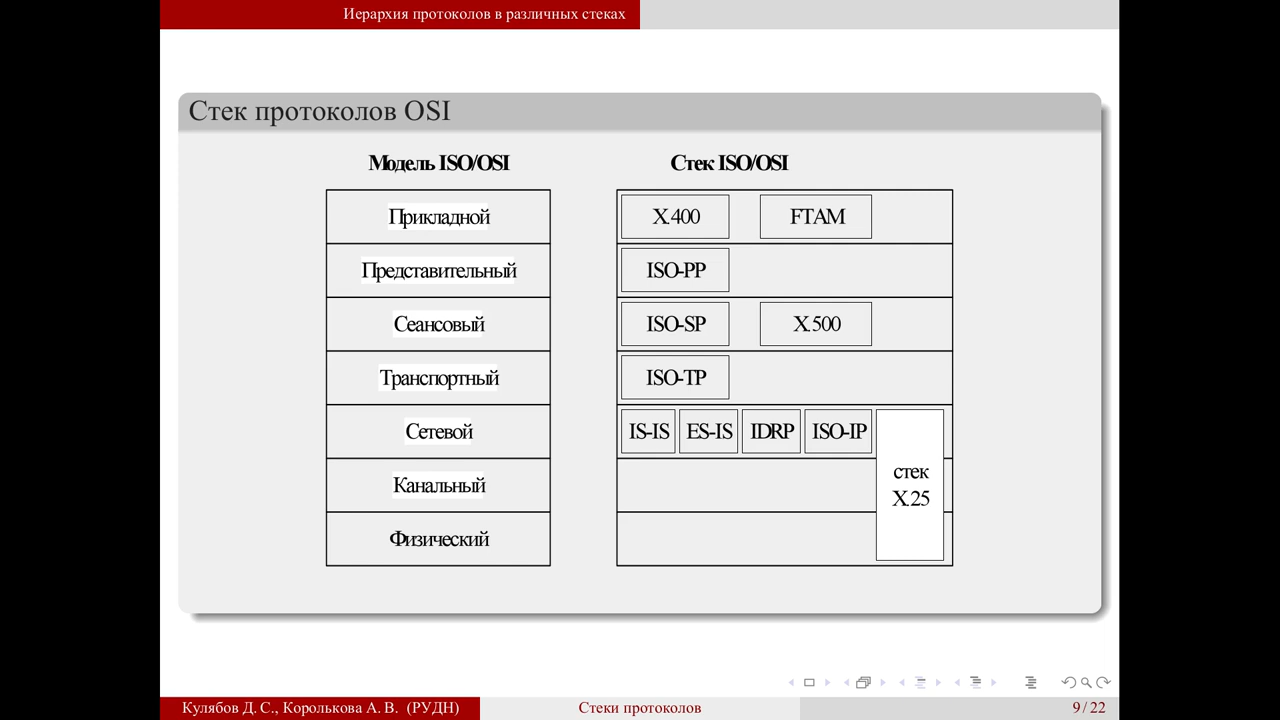 Иерархия протоколов в различных стеках
Стек протоколов OSI
Модель ISO/OSI Стек ISO/OSI
Прикладной X.400 FTAM
Представительный ISO-PP
Сеансовый ISO-SP X.500
Транспортный ISO-TP
Сетевой IS-IS ES-IS IDRP ISO-IP
стек
X.25
Канальный
Физический
Кулябов Д. С., Королькова А. В. (РУДН) Стеки протоколов 9 / 22